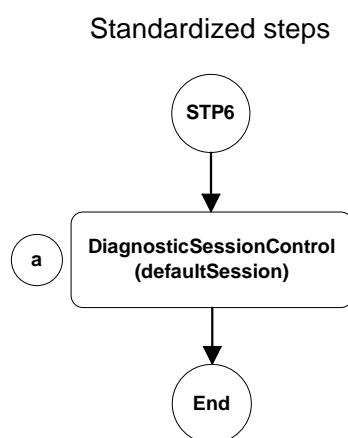 Standardized steps
STP6
a
DiagnosticSessionControl
(defaultSession)
End